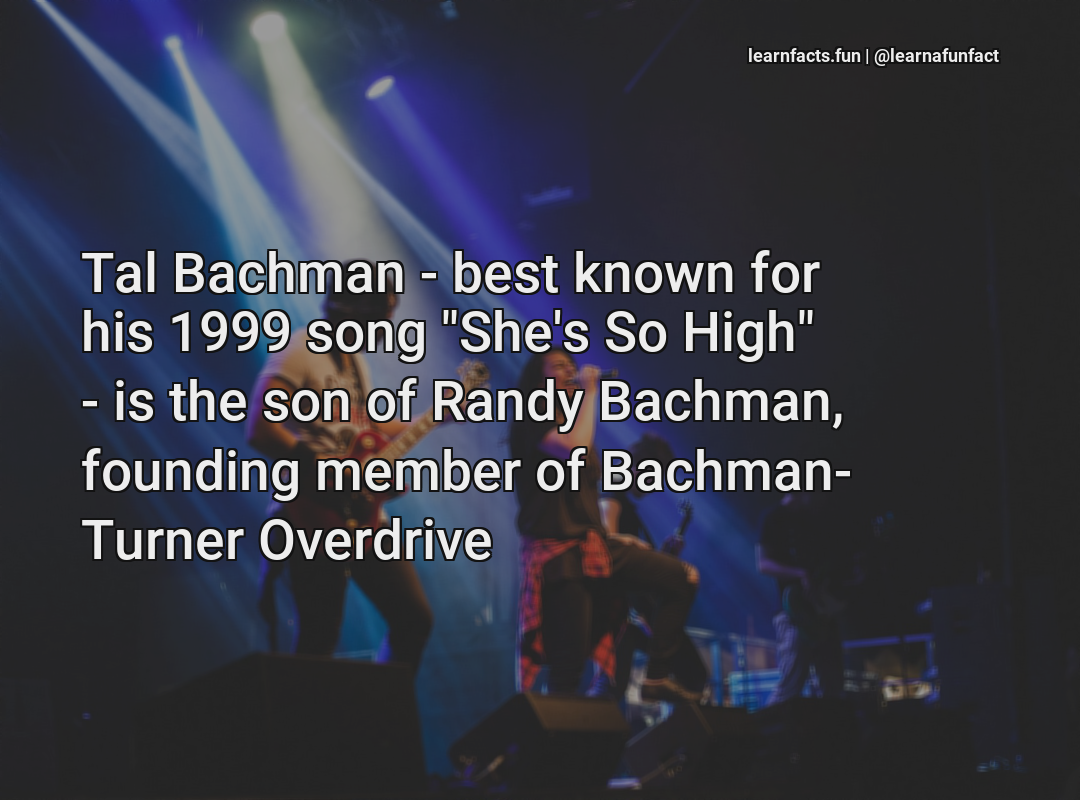 learnfacts.fun | @learnafunfact
Tal Bachman - best known for
his 1999 song "She's So High"
- is the son of Randy Bachman,
founding member of Bachman-
Turner Overdrive